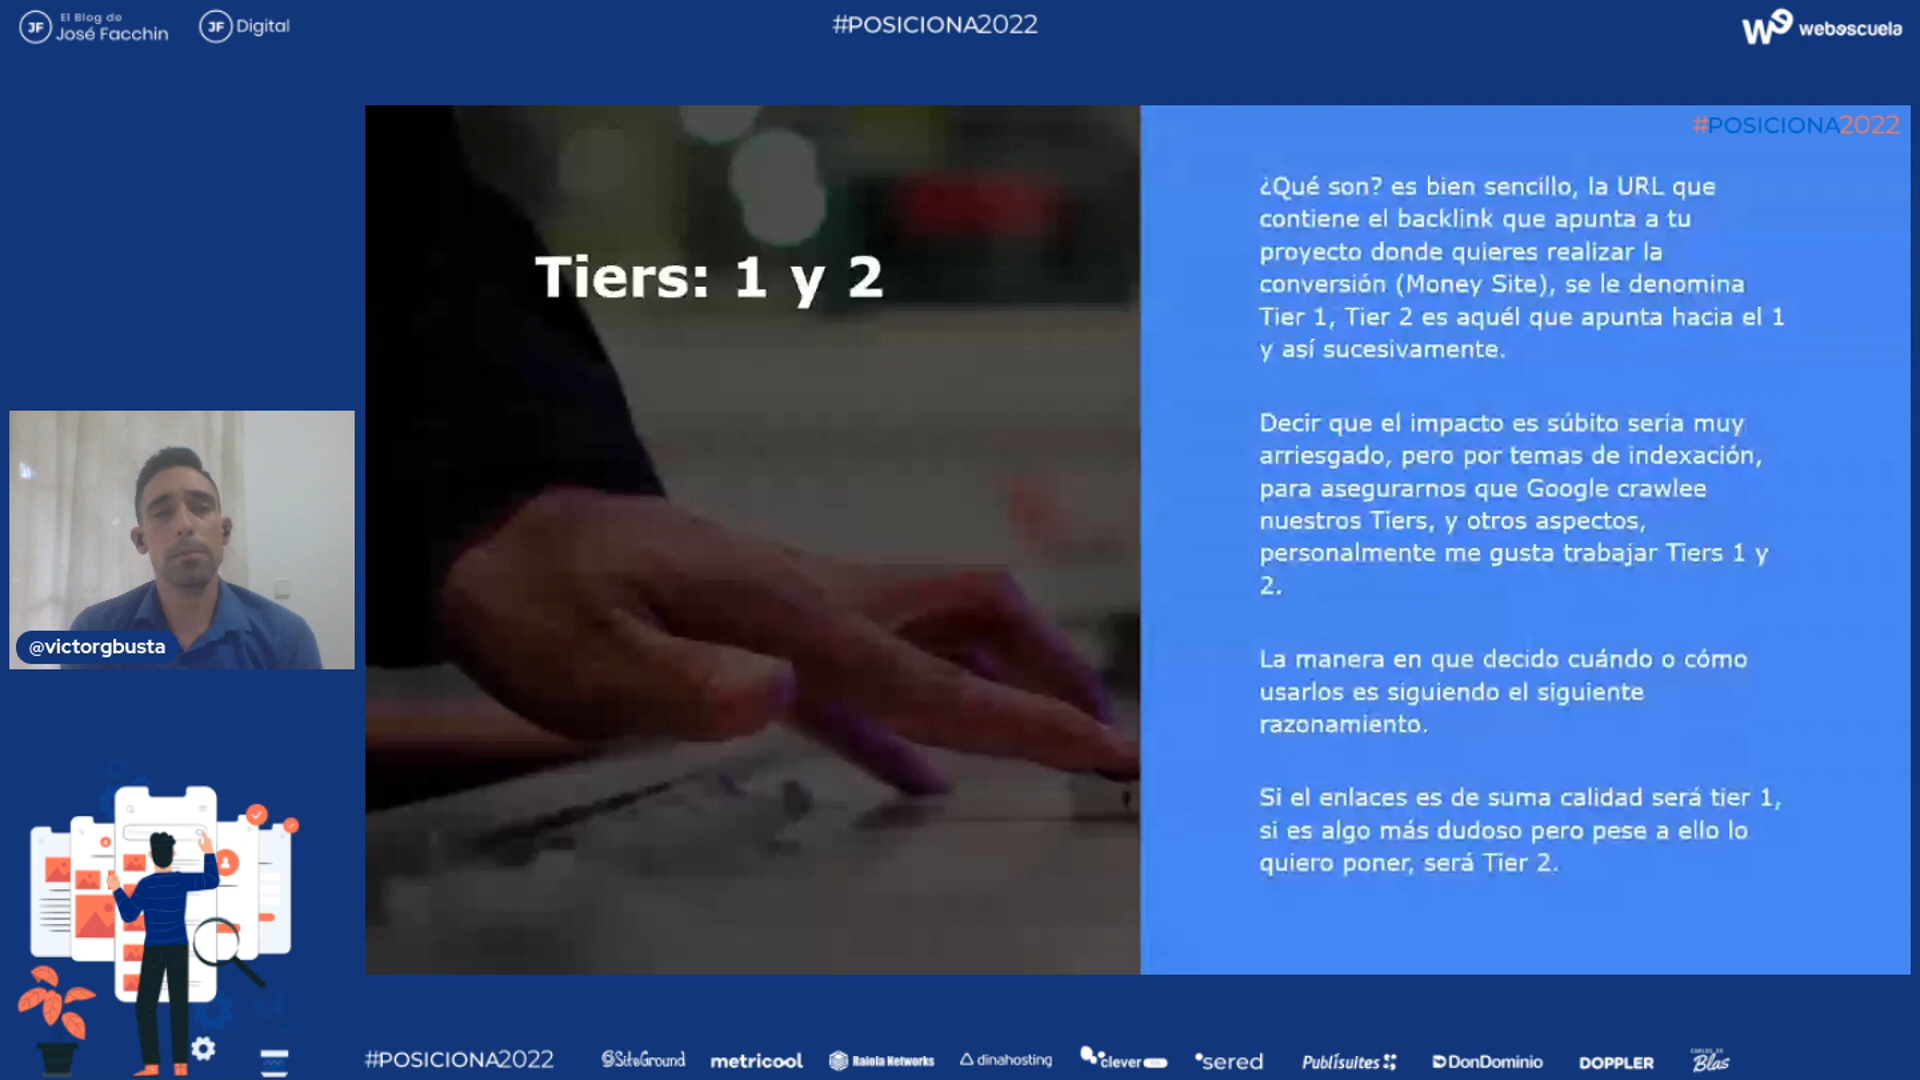 JF El Blog de
José Facchin
JF Digital
#POSICIONA2022
We webescuela
#POSICIONA2022
Tiers: 1 y 2
¿Qué son? es bien sencillo, la URL que
contiene el backlink que apunta a tu
proyecto donde quieres realizar la
conversión (Money Site), se le denomina
Tier 1, Tier 2 es aquél que apunta hacia el 1
y así sucesivamente.
Decir que el impacto es súbito sería muy
arriesgado, pero por temas de indexación,
para asegurarnos que Google crawlee
nuestros Tiers, y otros aspectos,
personalmente me gusta trabajar Tiers 1 y
2.
La manera en que decido cuándo o cómo
usarlos es siguiendo el siguiente
razonamiento.
Si el enlaces es de suma calidad será tier 1,
si es algo más dudoso pero pese a ello lo
quiero poner, será Tier 2.
@victorgbusta
#POSICIONA2022
SiteGround
metricool
Raiola Networks
dinahosting
clever
sered
Publisuites
DonDominio
DOPPLER
Blas